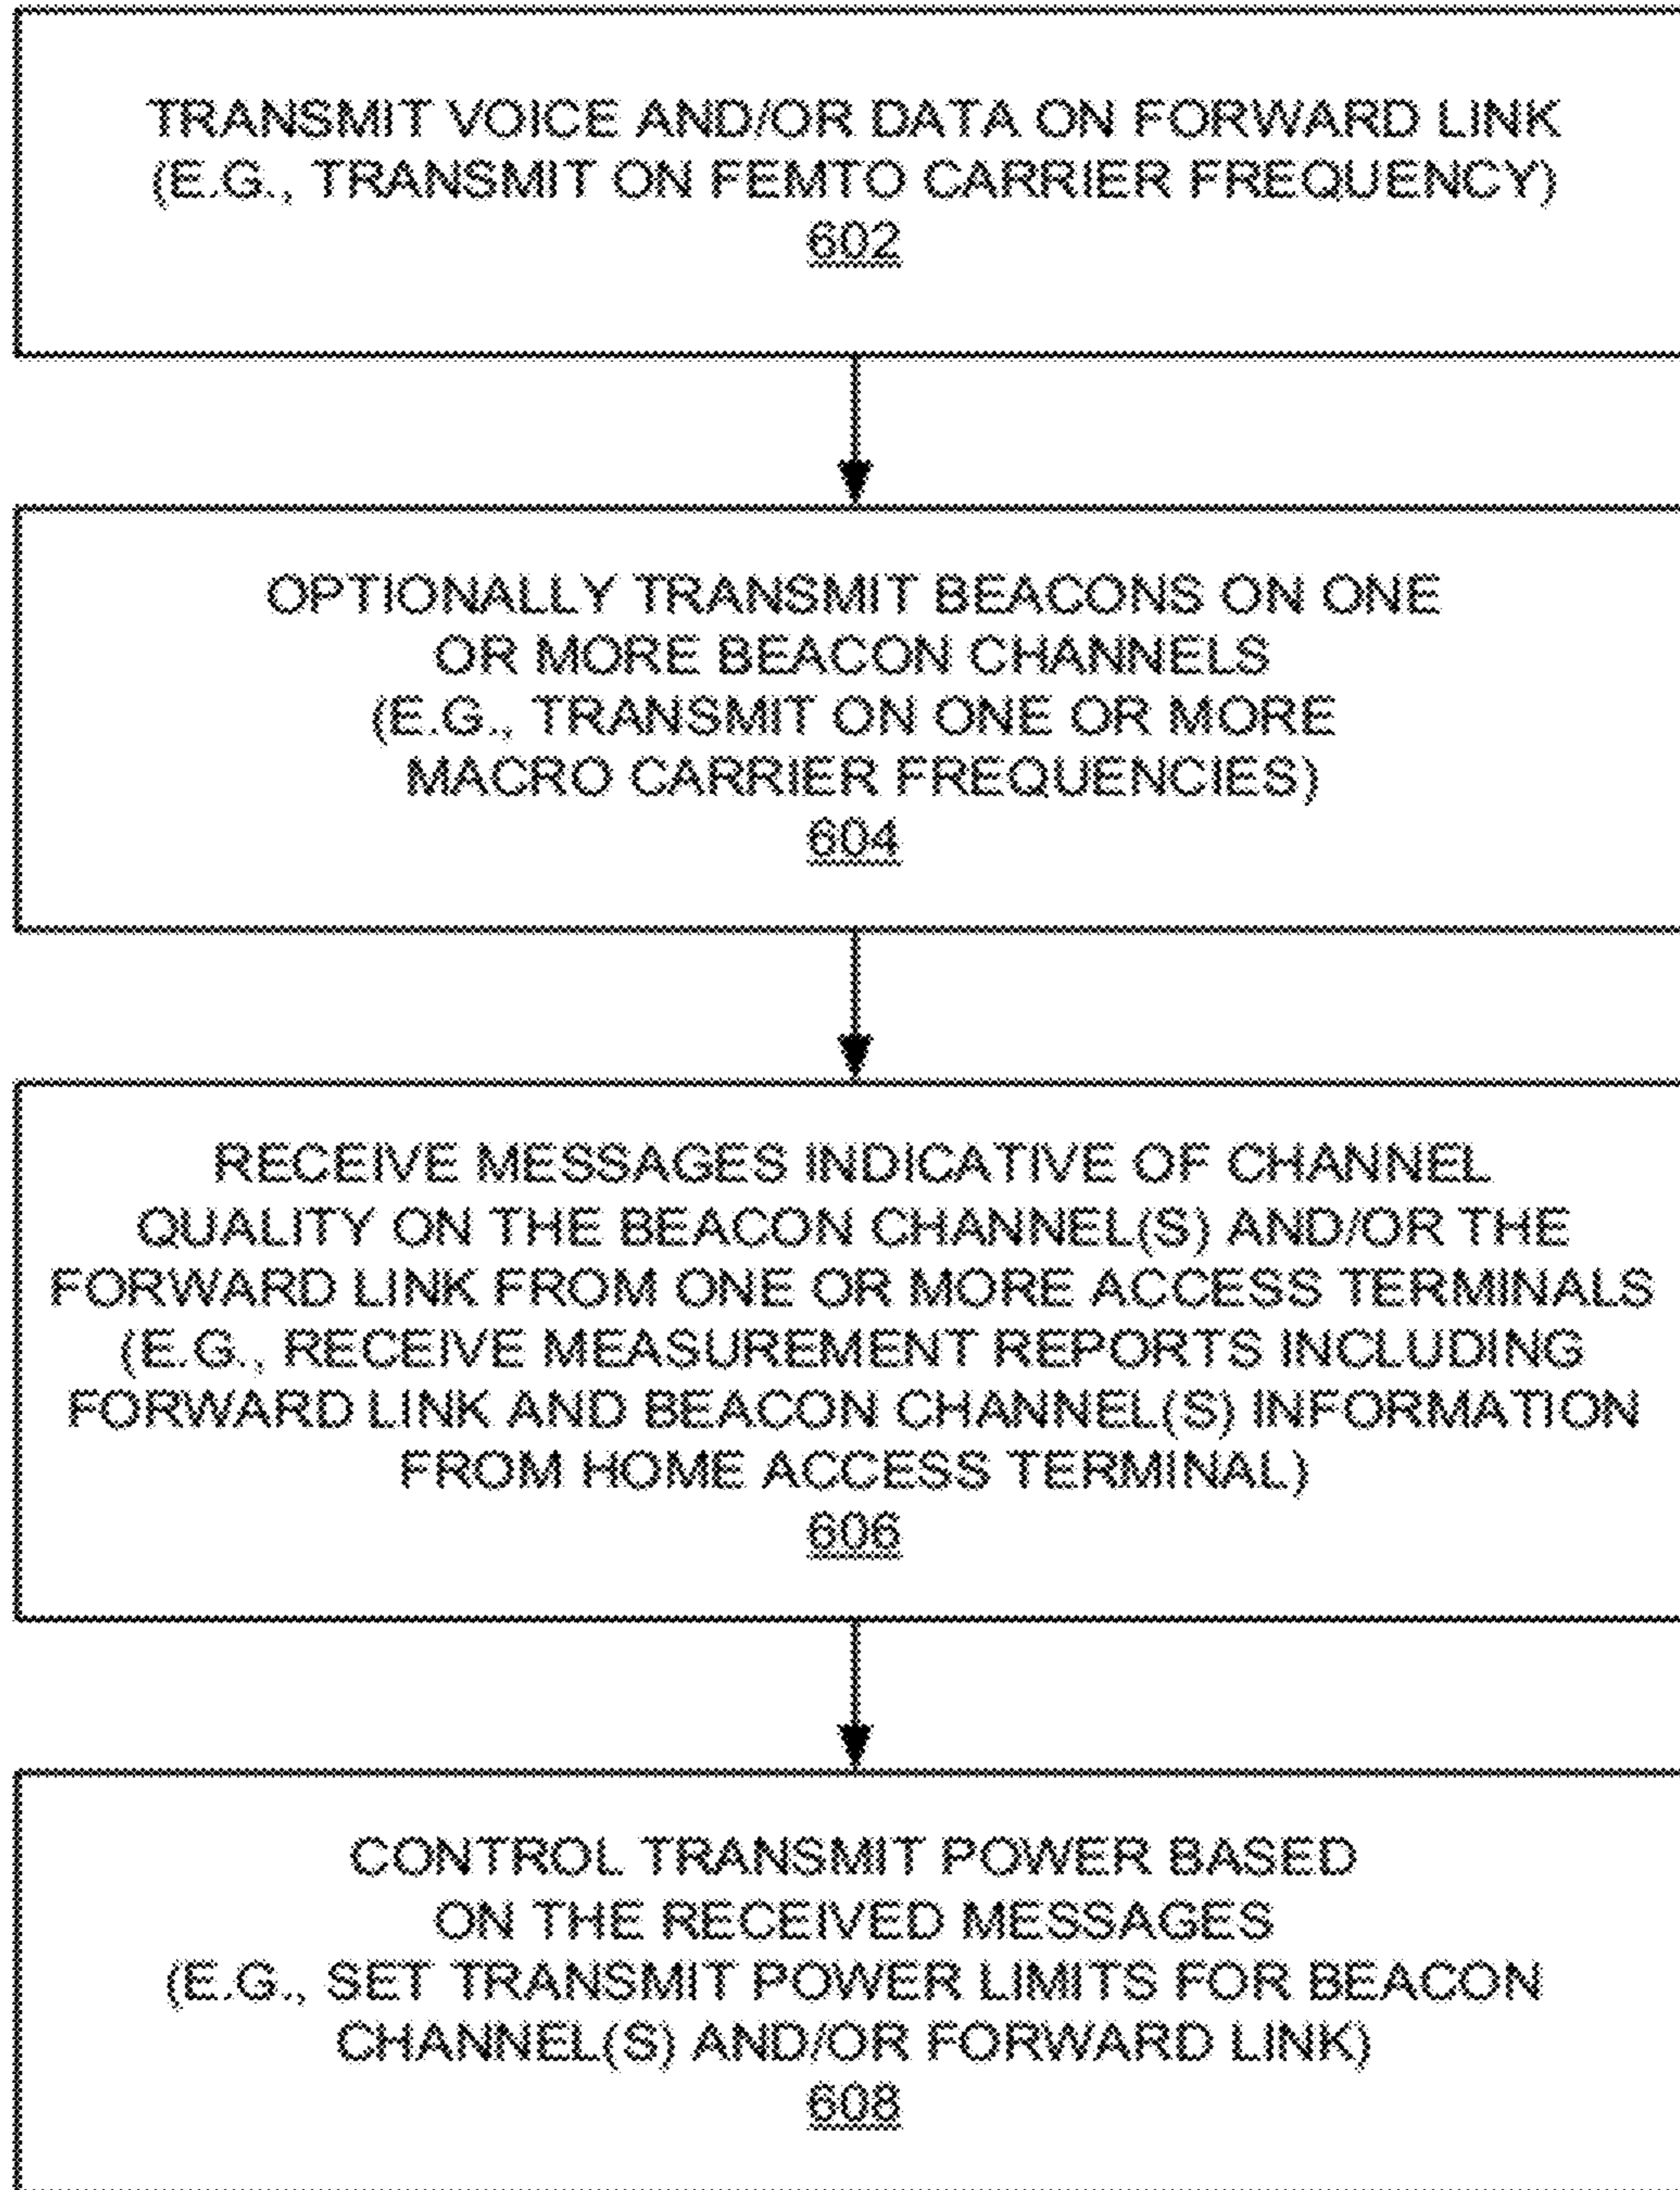 TRANSMIT VOICE AND/OR DATA ON FORWARD LINK
(E.G., TRANSMIT ON FEMTO CARRIER FREQUENCY)
602
OPTIONALLY TRANSMIT BEACONS ON ONE
OR MORE BEACON CHANNELS
(E.G., TRANSMIT ON ONE OR MORE
MACRO CARRIER FREQUENCIES)
604
RECEIVE MESSAGES INDICATIVE OF CHANNEL
QUALITY ON THE BEACON CHANNEL(S) AND/OR THE
FORWARD LINK FROM ONE OR MORE ACCESS TERMINALS
(E.G., RECEIVE MEASUREMENT REPORTS INCLUDING
FORWARD LINK AND BEACON CHANNEL(S) INFORMATION
FROM HOME ACCESS TERMINAL)
606
CONTROL TRANSMIT POWER BASED
ON THE RECEIVED MESSAGES
(E.G., SET TRANSMIT POWER LIMITS FOR BEACON
CHANNEL(S) AND/OR FORWARD LINK)
608